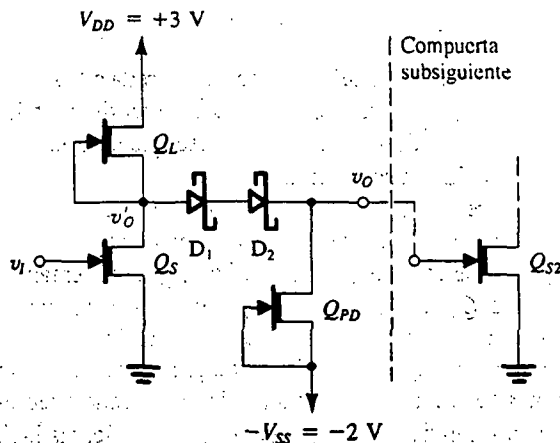 V_DD = +3 V
Compuerta
subsiguiente
Q_L
v'_O
D_1
D_2
v_O
v_I
Q_S
Q_PD
Q_S2
-V_SS = -2 V